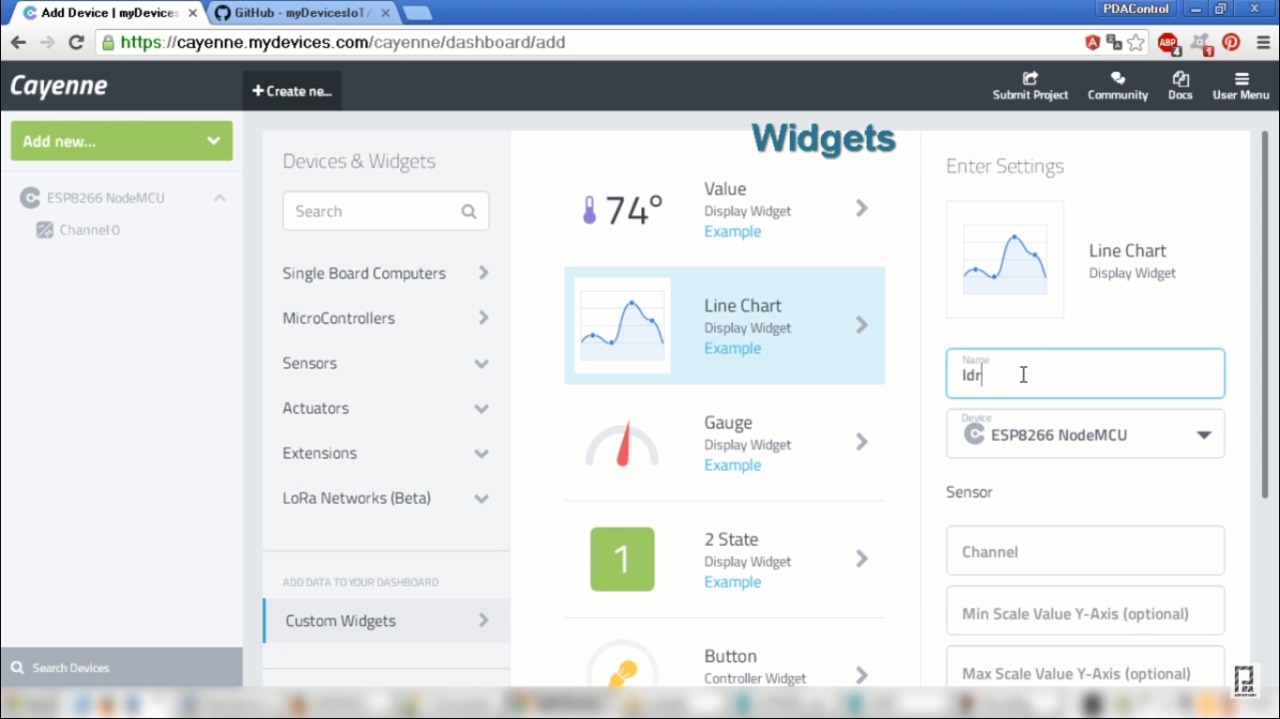 Add Device | myDevices
GitHub - myDevicesIoT/
PDAControl
https://cayenne.mydevices.com/cayenne/dashboard/add
Cayenne
+ Create ne...
Submit Project
Community
Docs
User Menu
Add new...
ESP8266 NodeMCU
Channel 0
Search Devices
Devices & Widgets
Search
Single Board Computers
MicroControllers
Sensors
Actuators
Extensions
LoRa Networks (Beta)
ADD DATA TO YOUR DASHBOARD
Custom Widgets
Widgets
74°
Value
Display Widget
Example
Line Chart
Display Widget
Example
Gauge
Display Widget
Example
1
2 State
Display Widget
Example
Button
Controller Widget
Enter Settings
Line Chart
Display Widget
Name
ldr
Device
ESP8266 NodeMCU
Sensor
Channel
Min Scale Value Y-Axis (optional)
Max Scale Value Y-Axis (optional)